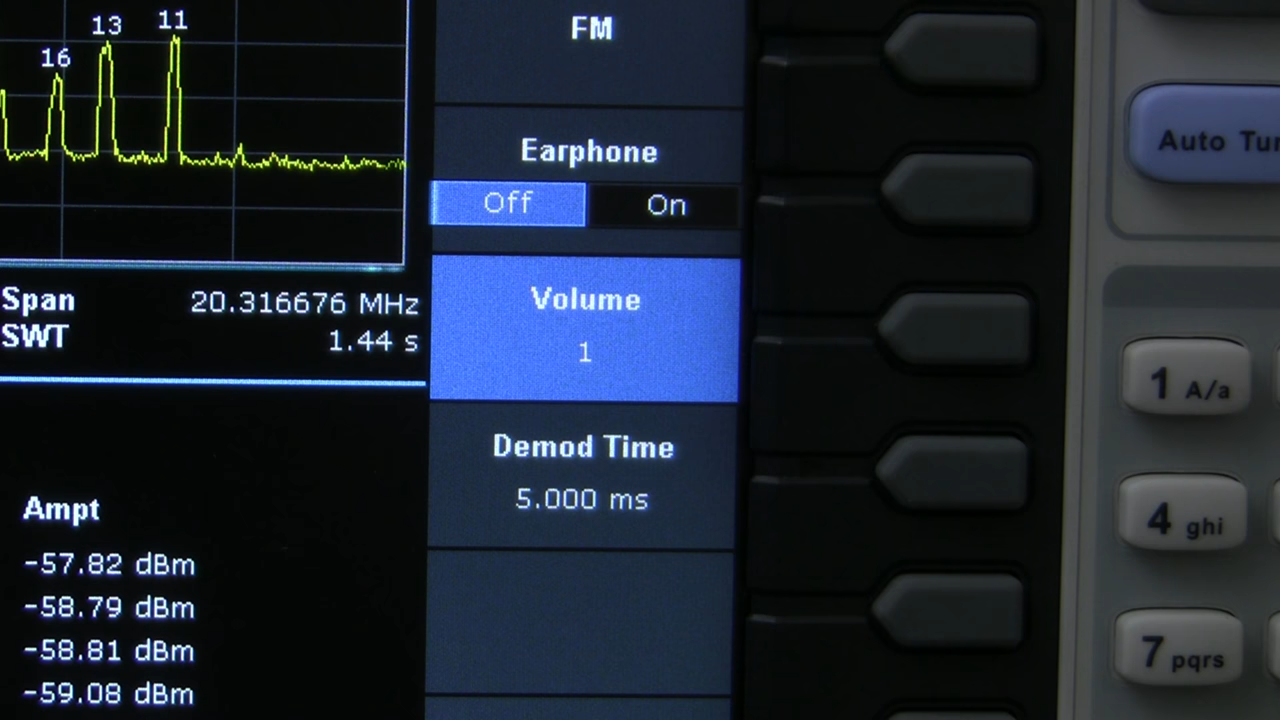 16
13
11
Span 20.316676 MHz
SWT 1.44 s
Ampt
-57.82 dBm
-58.79 dBm
-58.81 dBm
-59.08 dBm
FM
Earphone
Off On
Volume
1
Demod Time
5.000 ms
Auto Tun
1 A/a
4 ghi
7 pqrs